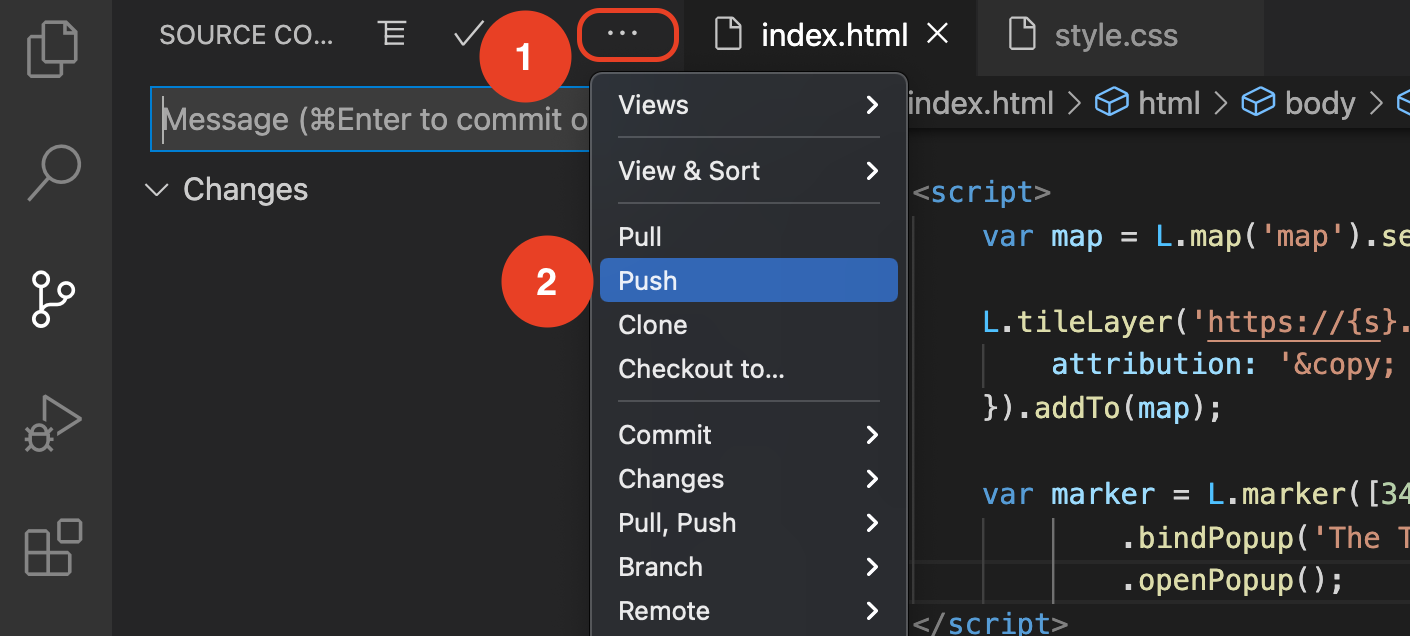 SOURCE CO... ··· index.html style.css
1
Message (⌘Enter to commit o
Changes
Views
View & Sort
Pull
2
Push
Clone
Checkout to...
Commit
Changes
Pull, Push
Branch
Remote
index.html > html > body >
<script>
var map = L.map('map').se
L.tileLayer('https://{s}.
attribution: '&copy;
}).addTo(map);
var marker = L.marker([34
.bindPopup('The T
.openPopup();
</script>